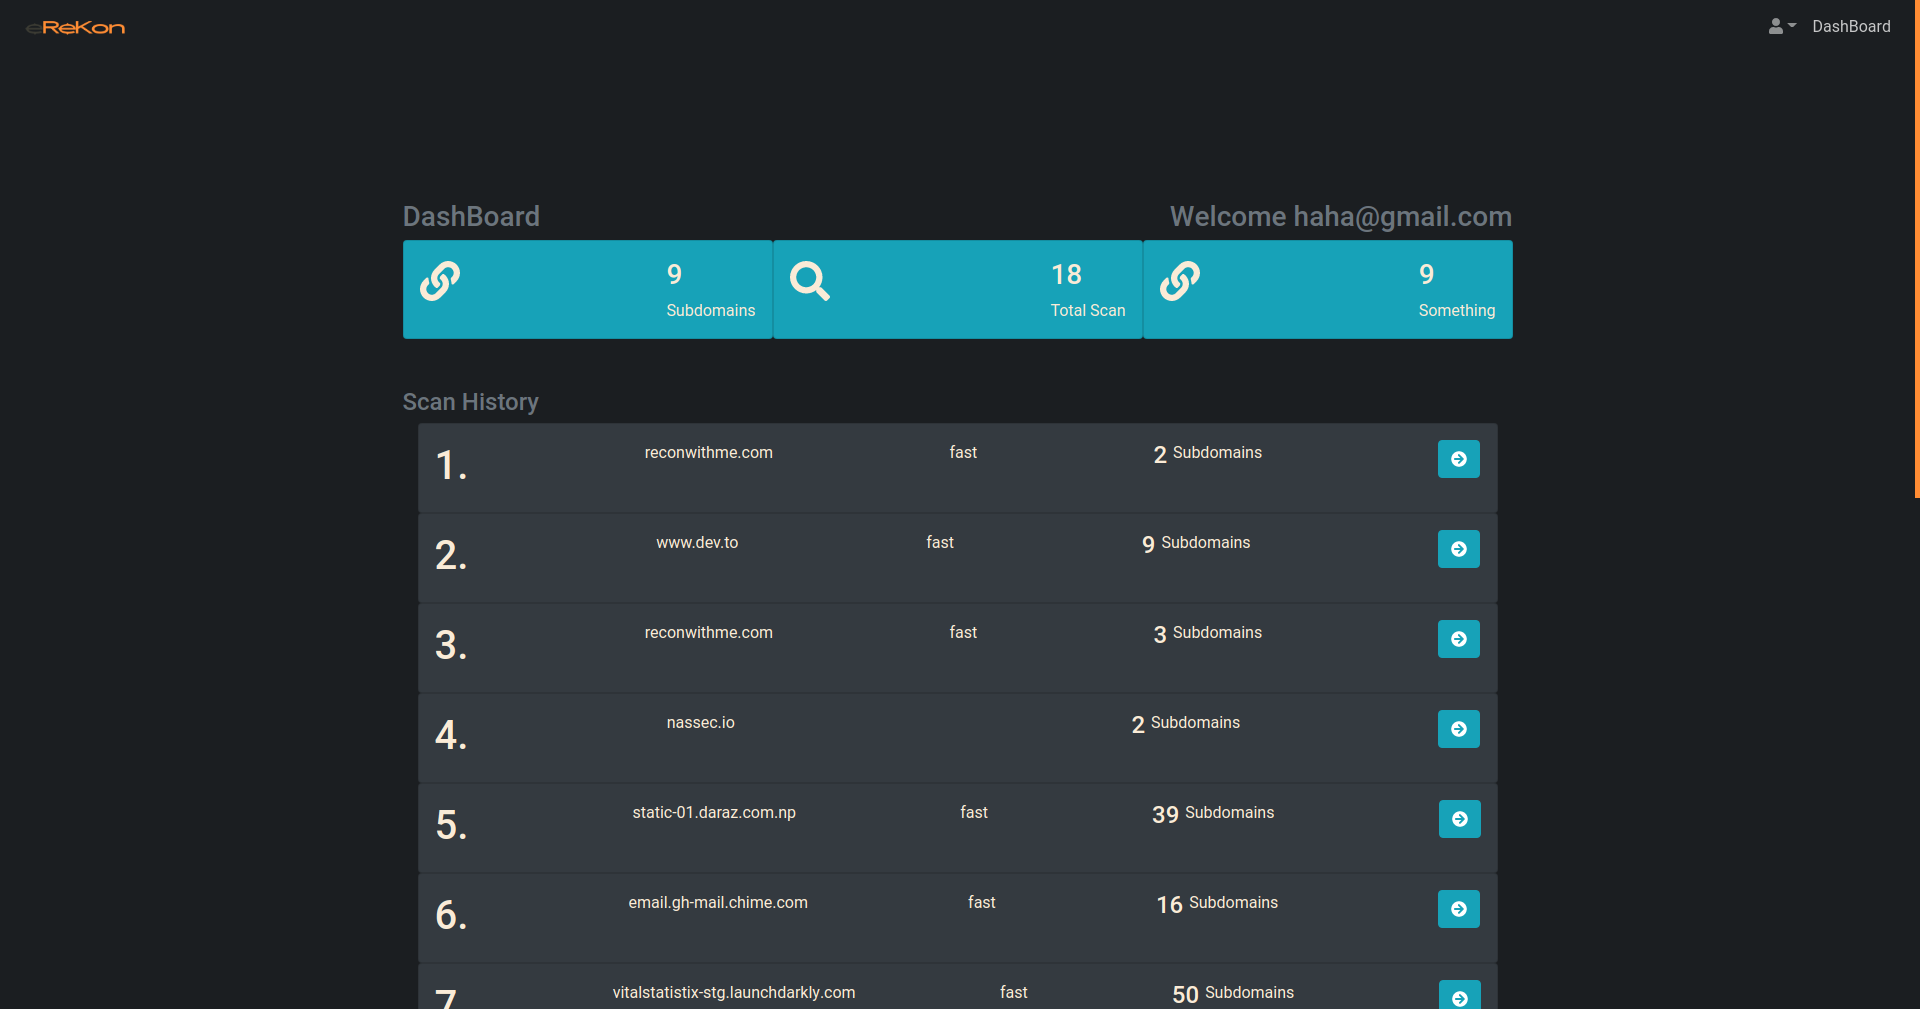 eReKon
DashBoard
DashBoard
Welcome haha@gmail.com
9
Subdomains
18
Total Scan
9
Something
Scan History
1. reconwithme.com fast 2 Subdomains
2. www.dev.to fast 9 Subdomains
3. reconwithme.com fast 3 Subdomains
4. nassec.io 2 Subdomains
5. static-01.daraz.com.np fast 39 Subdomains
6. email.gh-mail.chime.com fast 16 Subdomains
7. vitalstatistix-stg.launchdarkly.com fast 50 Subdomains